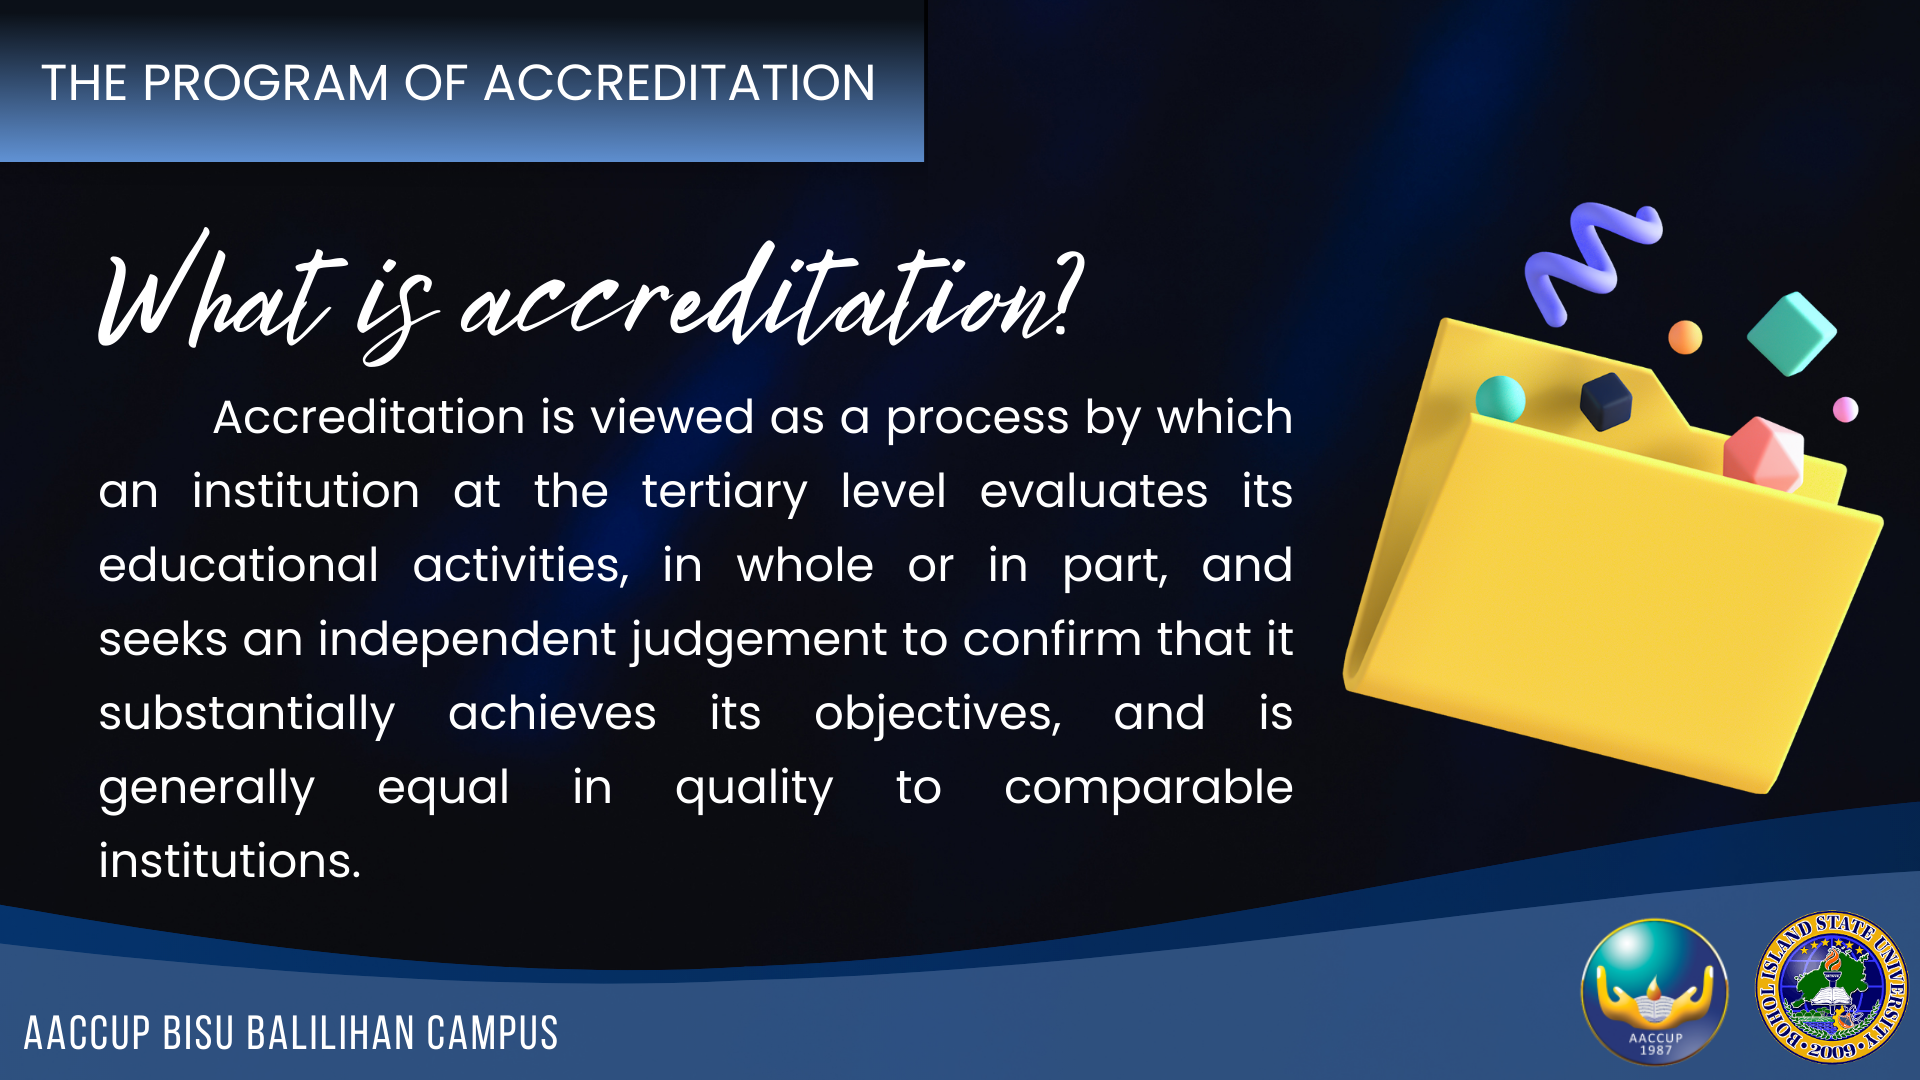 THE PROGRAM OF ACCREDITATION
What is accreditation?
Accreditation is viewed as a process by which
an institution at the tertiary level evaluates its
educational activities, in whole or in part, and
seeks an independent judgement to confirm that it
substantially achieves its objectives, and is
generally equal in quality to comparable
institutions.
AACCUP BISU BALILIHAN CAMPUS
AACCUP
1987
BOHOL ISLAND STATE UNIVERSITY
• 2009 •